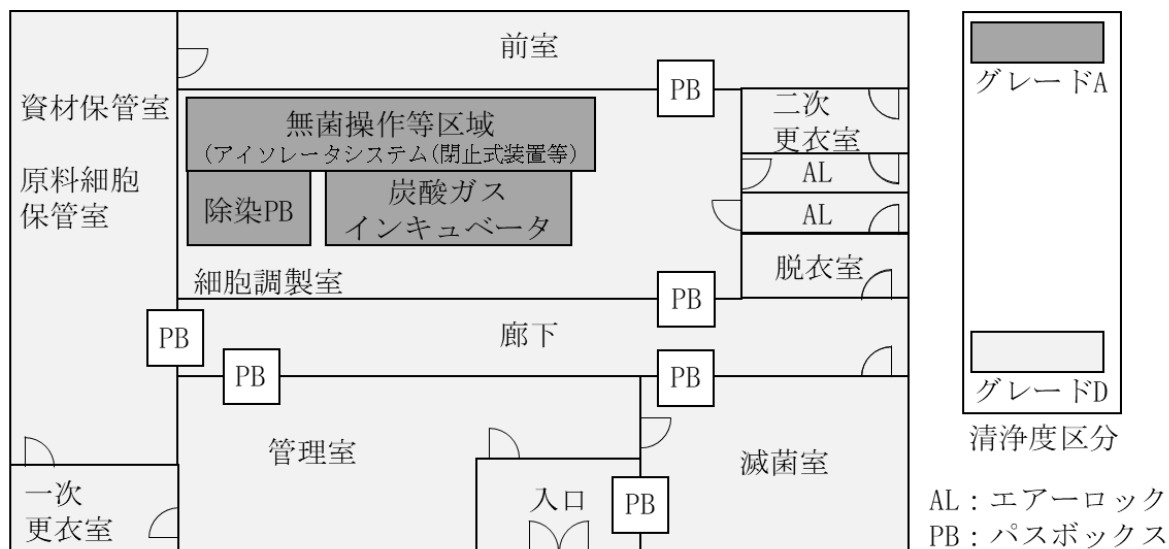 前室
PB
グレードA
資材保管室
無菌操作等区域
(アイソレータシステム(閉止式装置等)
二次
更衣室
原料細胞
保管室
除染PB
炭酸ガス
インキュベータ
AL
AL
細胞調製室
脱衣室
PB
PB
廊下
PB
PB
グレードD
清浄度区分
管理室
滅菌室
一次
更衣室
入口
PB
AL：エアーロック
PB：パスボックス